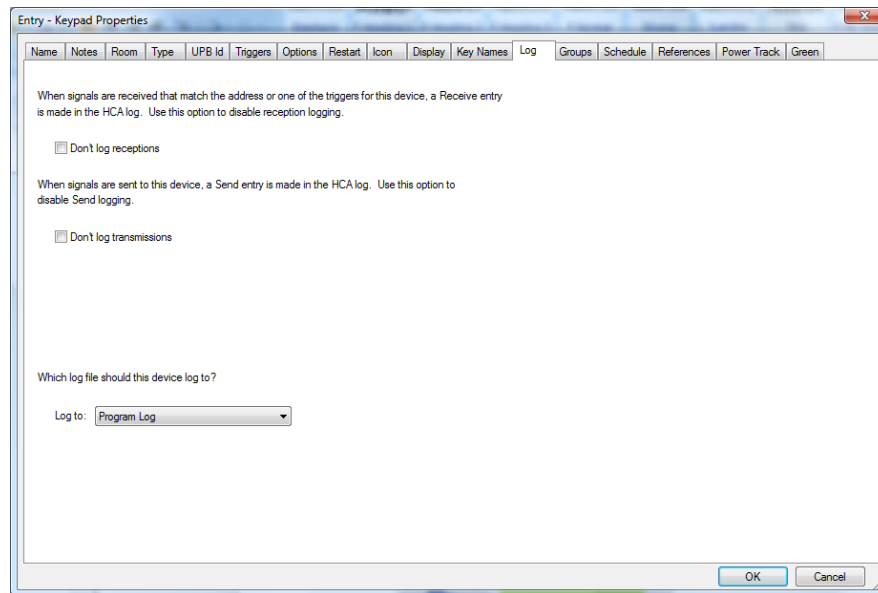 Entry - Keypad Properties
Name Notes Room Type UPB Id Triggers Options Restart Icon Display Key Names Log Groups Schedule References Power Track Green
When signals are received that match the address or one of the triggers for this device, a Receive entry
is made in the HCA log. Use this option to disable reception logging.
Don't log receptions
When signals are sent to this device, a Send entry is made in the HCA log. Use this option to
disable Send logging.
Don't log transmissions
Which log file should this device log to?
Log to: Program Log
OK Cancel